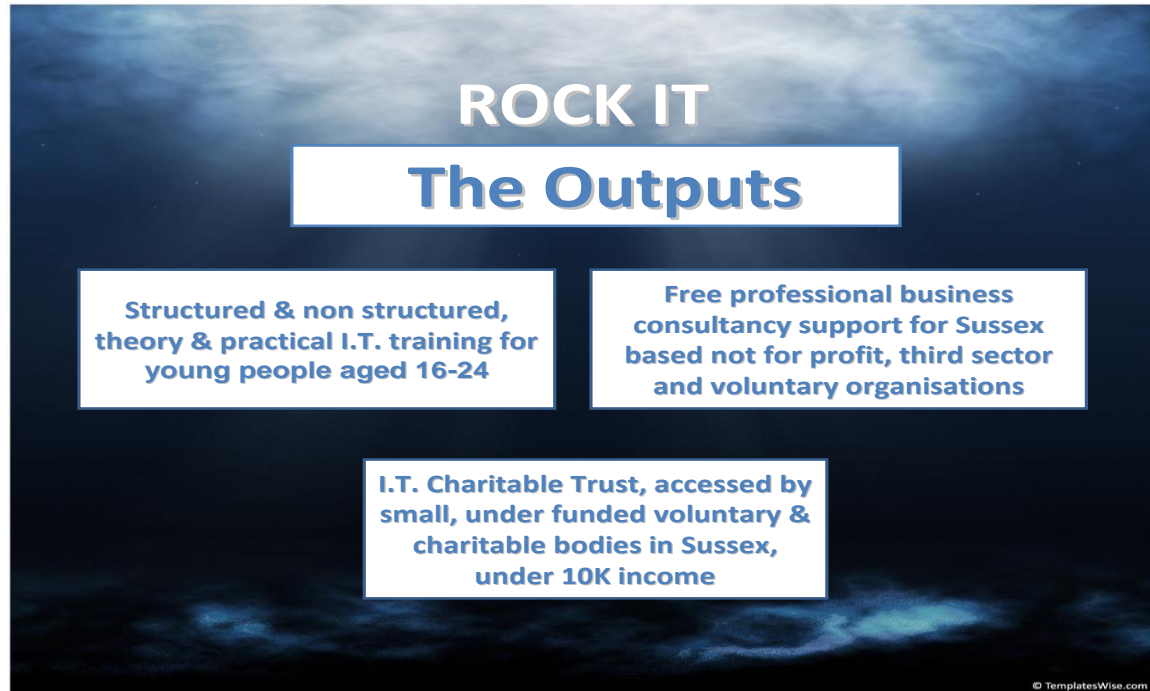 ROCK IT
The Outputs
Structured & non structured,
theory & practical I.T. training for
young people aged 16-24
Free professional business
consultancy support for Sussex
based not for profit, third sector
and voluntary organisations
I.T. Charitable Trust, accessed by
small, under funded voluntary &
charitable bodies in Sussex,
under 10K income
© TemplatesWise.com